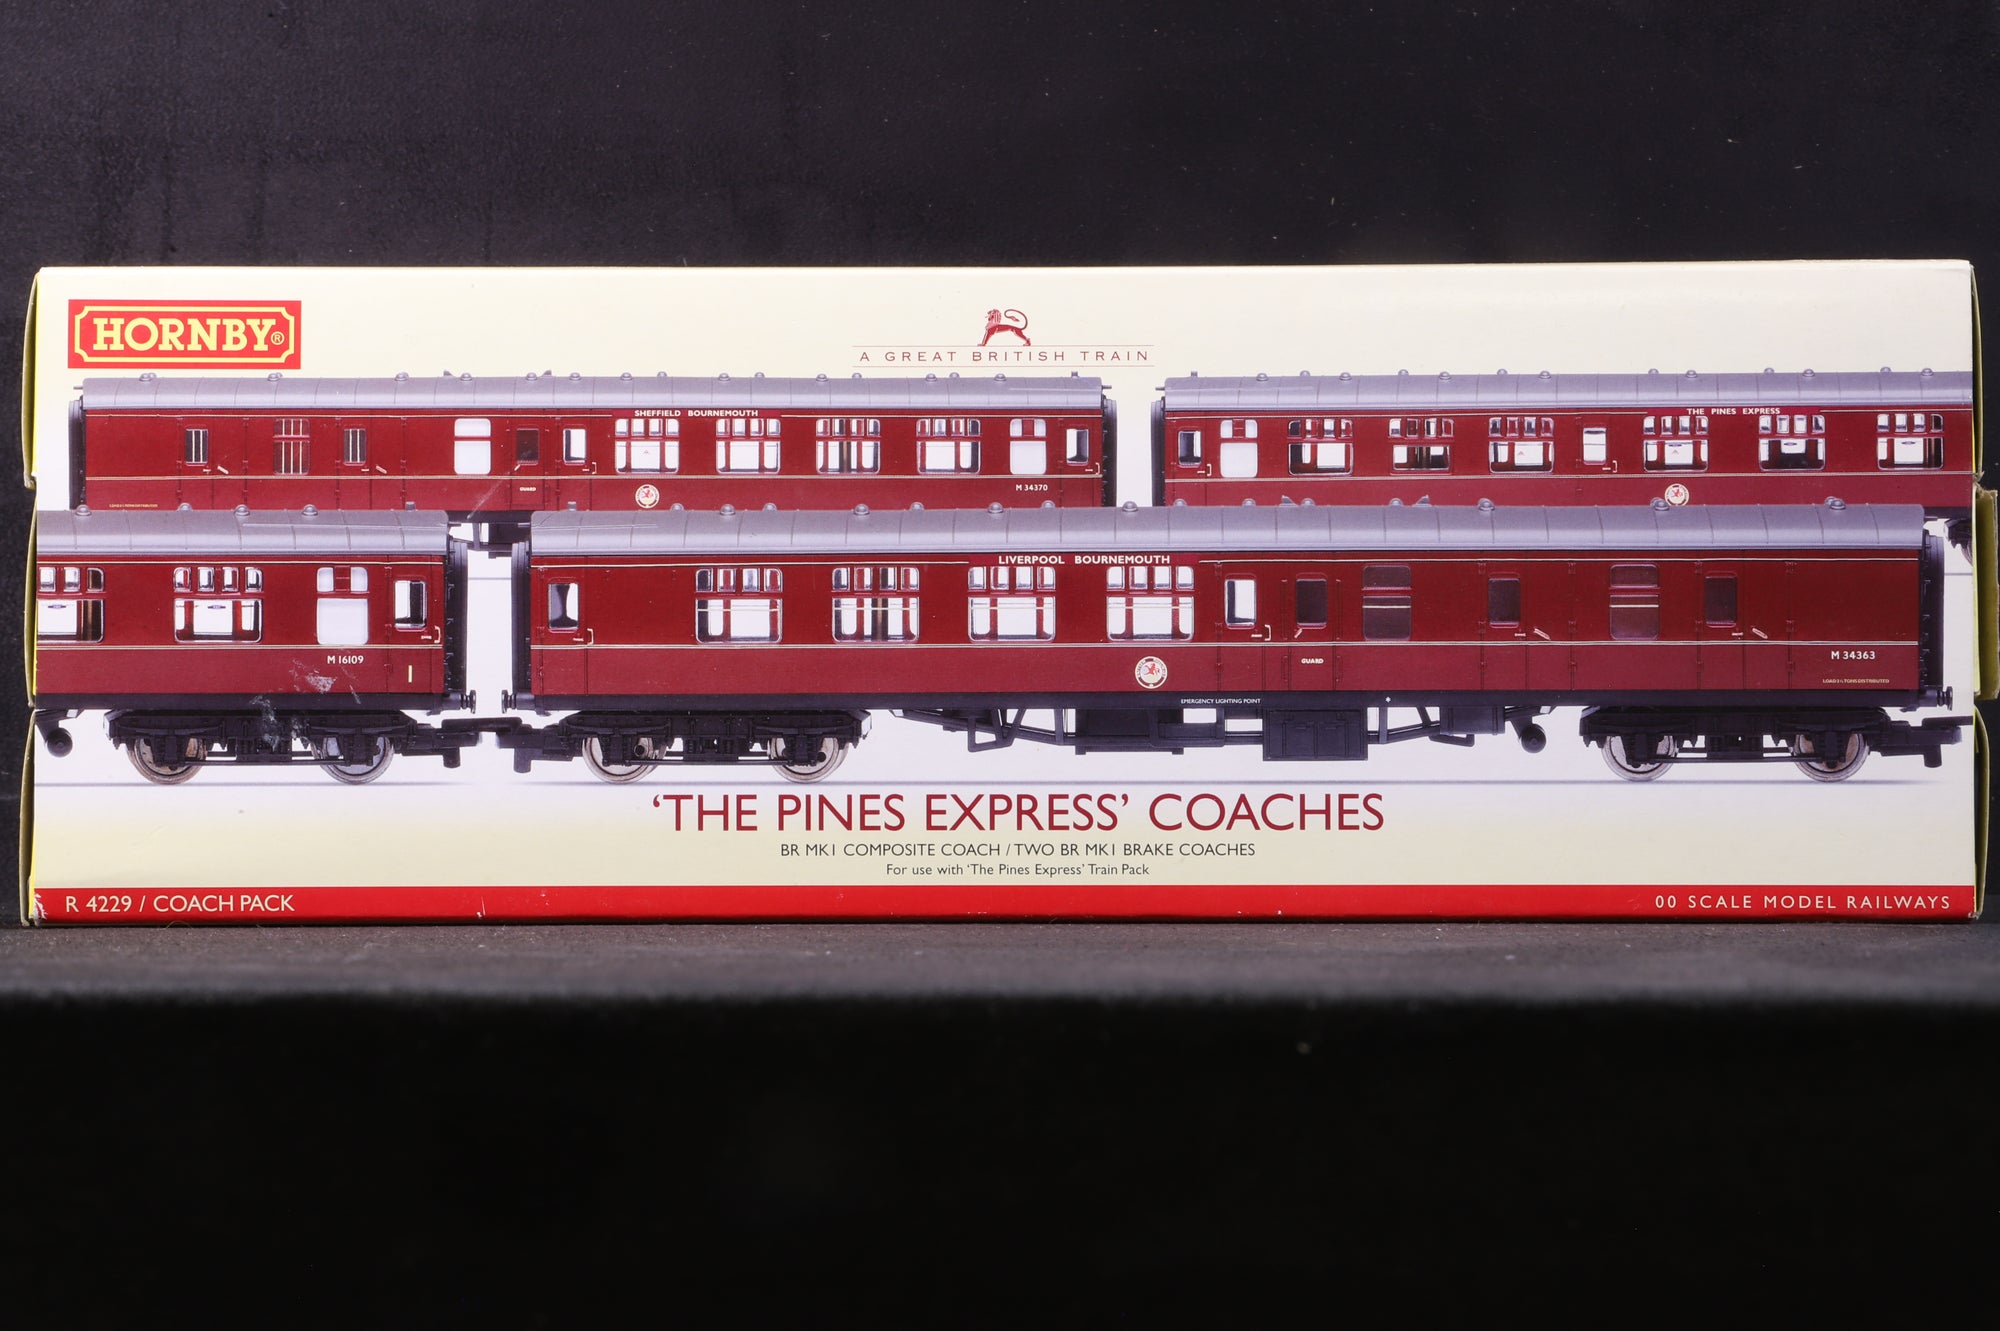 HORNBY®
A GREAT BRITISH TRAIN
SHEFFIELD BOURNEMOUTH
THE PINES EXPRESS
GUARD
M 34370
LIVERPOOL BOURNEMOUTH
M 16109
1
GUARD
M 34363
EMERGENCY LIGHTING POINT
‘THE PINES EXPRESS’ COACHES
BR MK1 COMPOSITE COACH / TWO BR MK1 BRAKE COACHES
For use with ‘The Pines Express’ Train Pack
R 4229 / COACH PACK
00 SCALE MODEL RAILWAYS